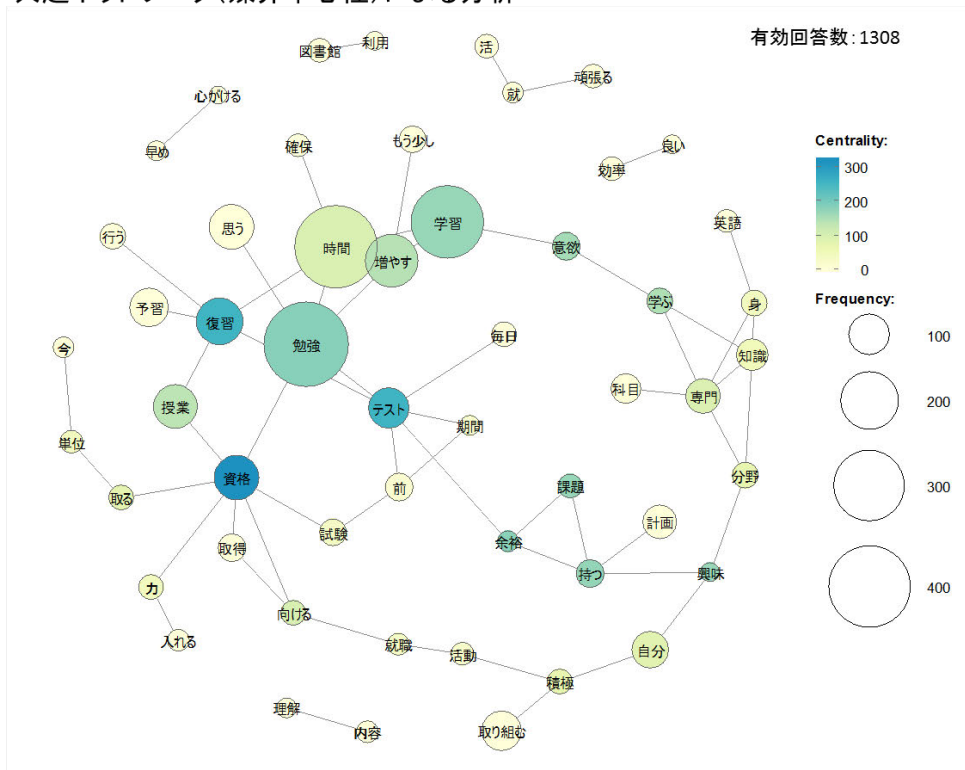 有効回答数：1308
図書館
利用
活
就
頑張る
心がける
早め
確保
もう少し
効率
良い
Centrality:
300
200
100
0
Frequency:
100
200
300
400
行う
思う
時間
増やす
学習
意欲
英語
予習
復習
勉強
学ぶ
身
今
毎日
知識
授業
テスト
科目
専門
単位
期間
取る
資格
前
課題
分野
取得
試験
余裕
計画
力
持つ
興味
入れる
向ける
就職
活動
自分
積極
理解
内容
取り組む